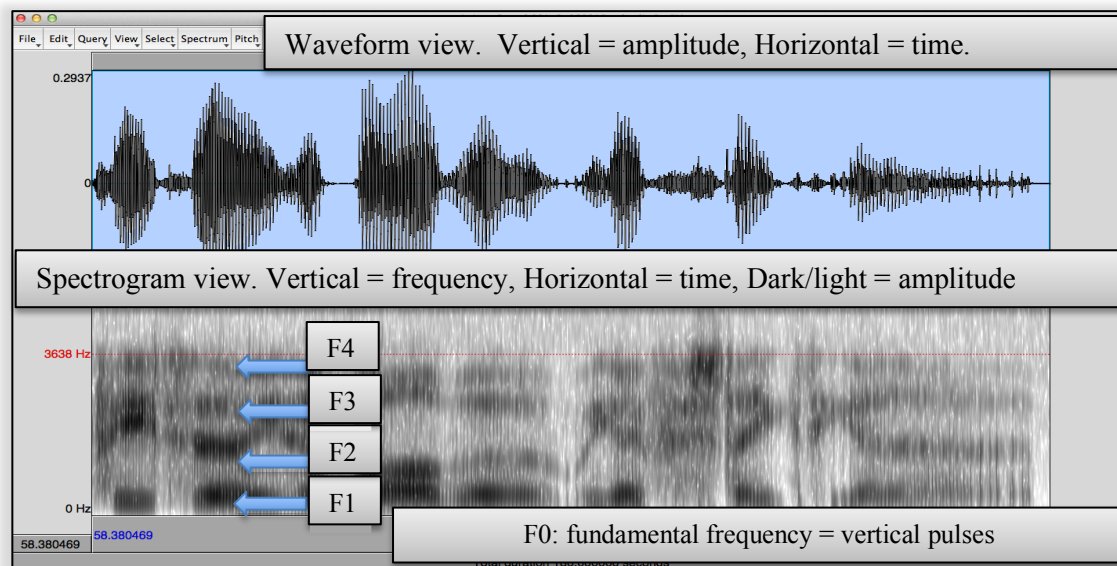 File Edit Query View Select Spectrum Pitch
Waveform view. Vertical = amplitude, Horizontal = time.
0.2937
0
Spectrogram view. Vertical = frequency, Horizontal = time, Dark/light = amplitude
F4
3638 Hz
F3
F2
F1
0 Hz
F0: fundamental frequency = vertical pulses
58.380469
58.380469